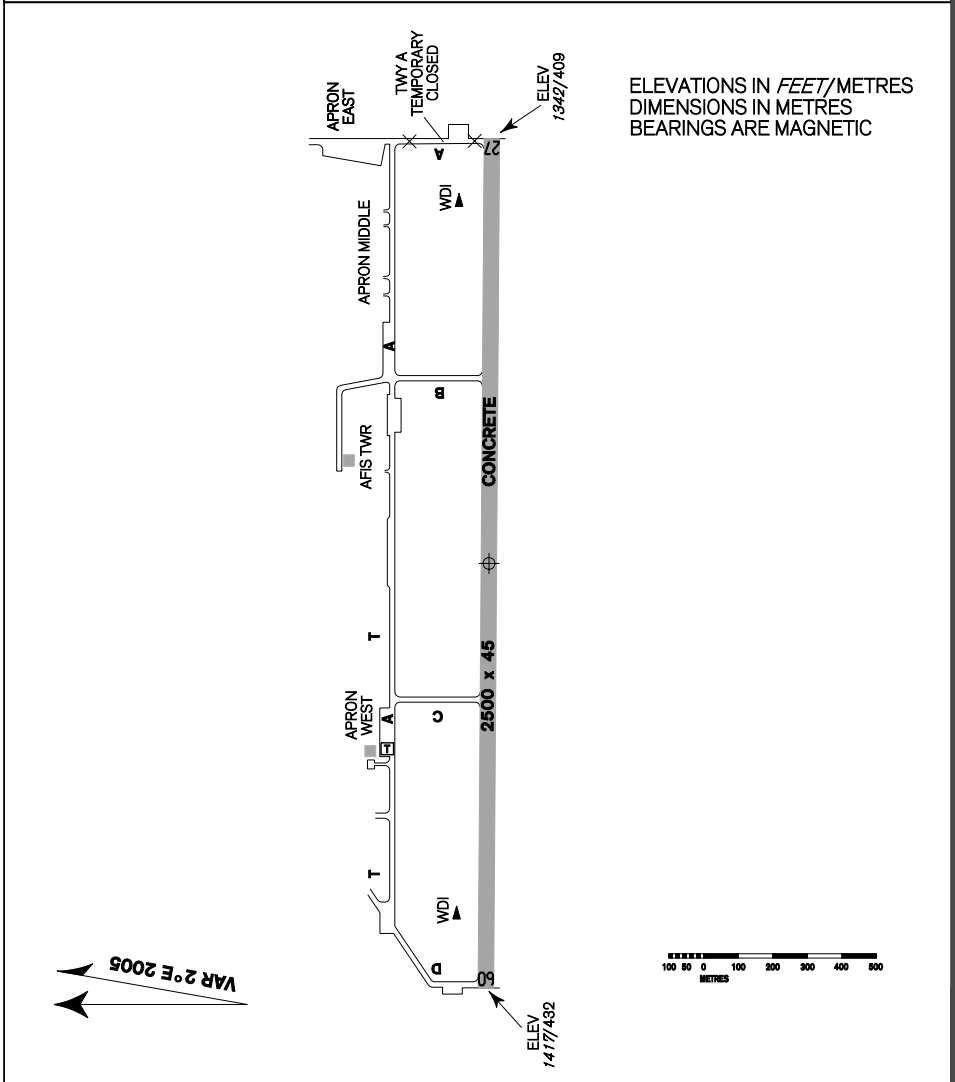 ELEVATIONS IN FEET/METRES
DIMENSIONS IN METRES
BEARINGS ARE MAGNETIC
APRON
EAST
TWY A
TEMPORARY
CLOSED
ELEV
1342/409
27
A
WDI
APRON MIDDLE
A
B
AFIS TWR
CONCRETE
T
2500 x 45
APRON
WEST
A
C
T
T
WDI
D
09
ELEV
1417/432
VAR 2°E 2005
100 50 0 100 200 300 400 500
METRES